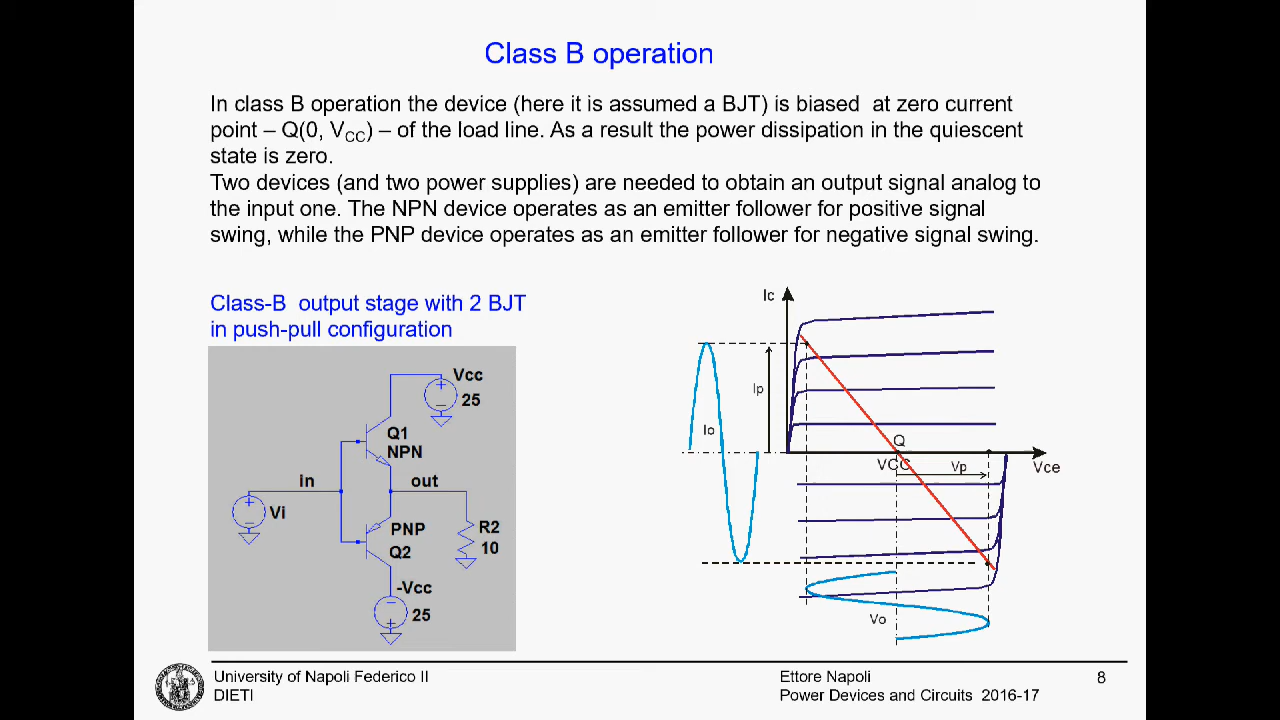 Class B operation
In class B operation the device (here it is assumed a BJT) is biased  at zero current
point – Q(0, VCC) – of the load line. As a result the power dissipation in the quiescent
state is zero.
Two devices (and two power supplies) are needed to obtain an output signal analog to
the input one. The NPN device operates as an emitter follower for positive signal
swing, while the PNP device operates as an emitter follower for negative signal swing.
Class-B  output stage with 2 BJT
in push-pull configuration
Vcc
25
Q1
NPN
in
out
Vi
PNP
Q2
R2
10
-Vcc
25
Ic
Ip
Io
Q
VCC
Vp
Vce
Vo
University of Napoli Federico II
DIETI
Ettore Napoli
Power Devices and Circuits  2016-17
8